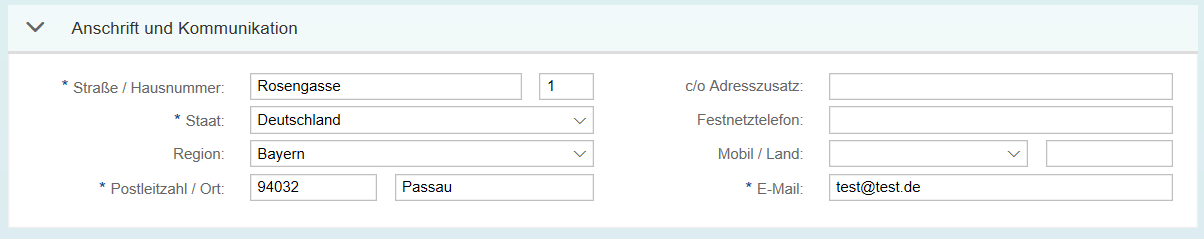 Anschrift und Kommunikation
* Straße / Hausnummer: Rosengasse 1
* Staat: Deutschland
Region: Bayern
* Postleitzahl / Ort: 94032 Passau
c/o Adresszusatz:
Festnetztelefon:
Mobil / Land:
* E-Mail: test@test.de